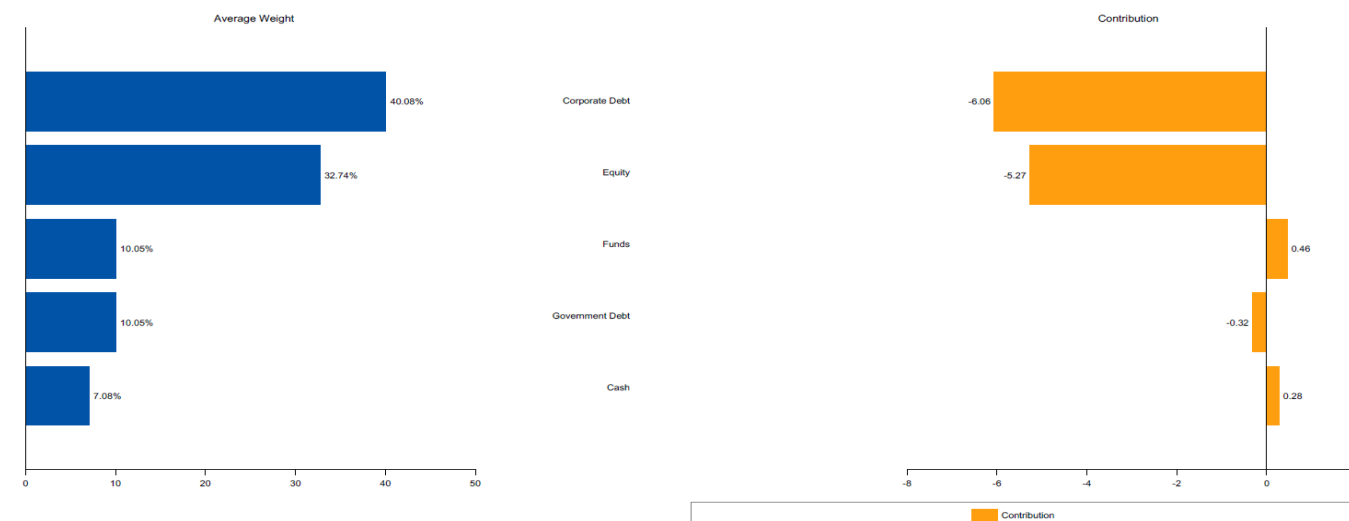 Average Weight
Contribution
40.08%
Corporate Debt
-6.06
32.74%
Equity
-5.27
10.05%
Funds
0.46
10.05%
Government Debt
-0.32
7.08%
Cash
0.28
0 10 20 30 40 50
-8 -6 -4 -2 0
Contribution